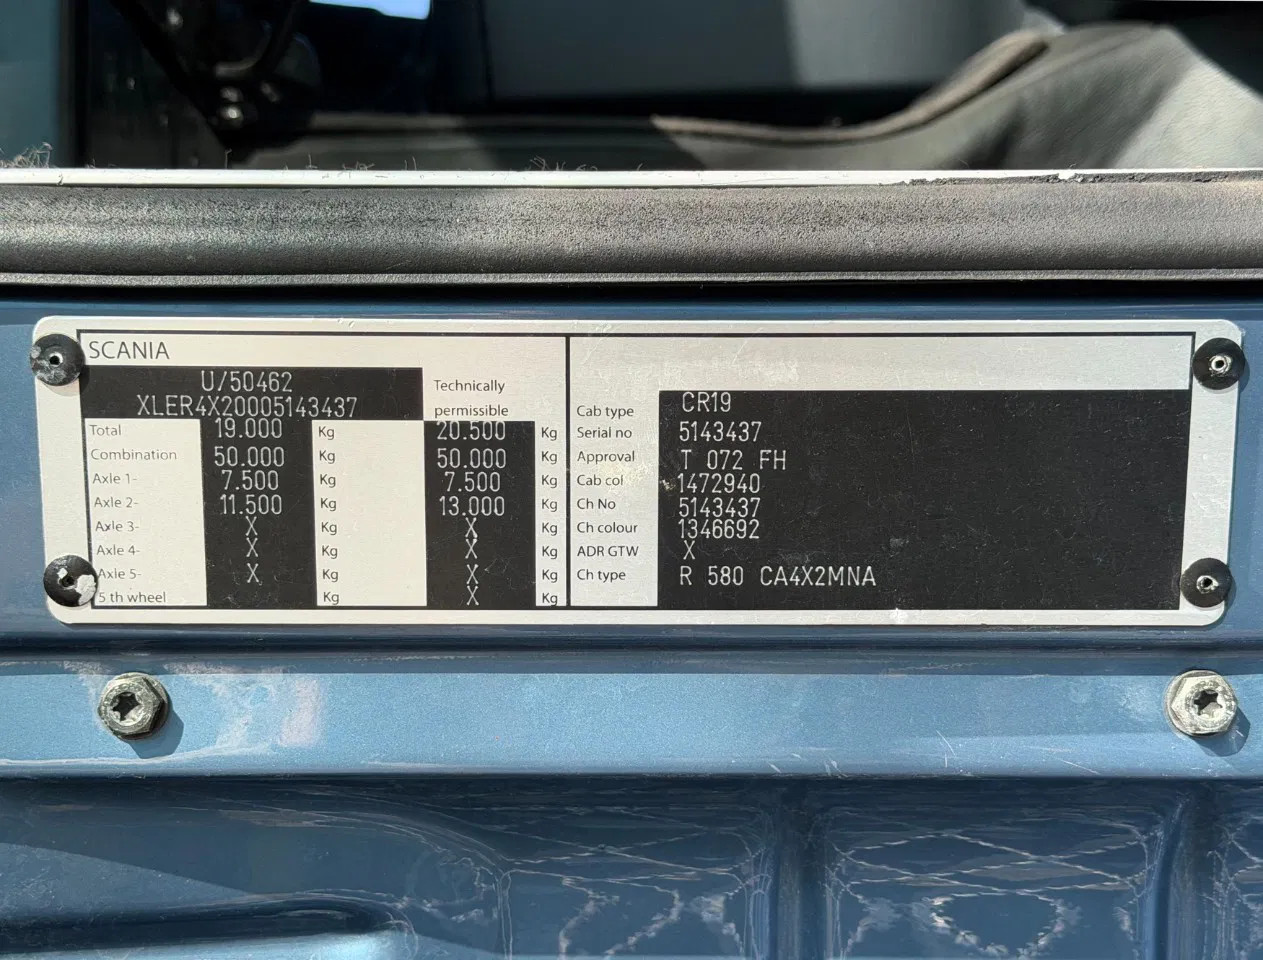 SCANIA
U/50462
XLER4X20005143437
Technically
permissible
Total 19.000 Kg 20.500 Kg
Combination 50.000 Kg 50.000 Kg
Axle 1- 7.500 Kg 7.500 Kg
Axle 2- 11.500 Kg 13.000 Kg
Axle 3- X Kg X Kg
Axle 4- X Kg X Kg
Axle 5- X Kg X Kg
5 th wheel Kg X Kg
Cab type CR19
Serial no 5143437
Approval T 072 FH
Cab col 1472940
Ch No 5143437
Ch colour 1346692
ADR GTW X
Ch type R 580 CA4X2MNA